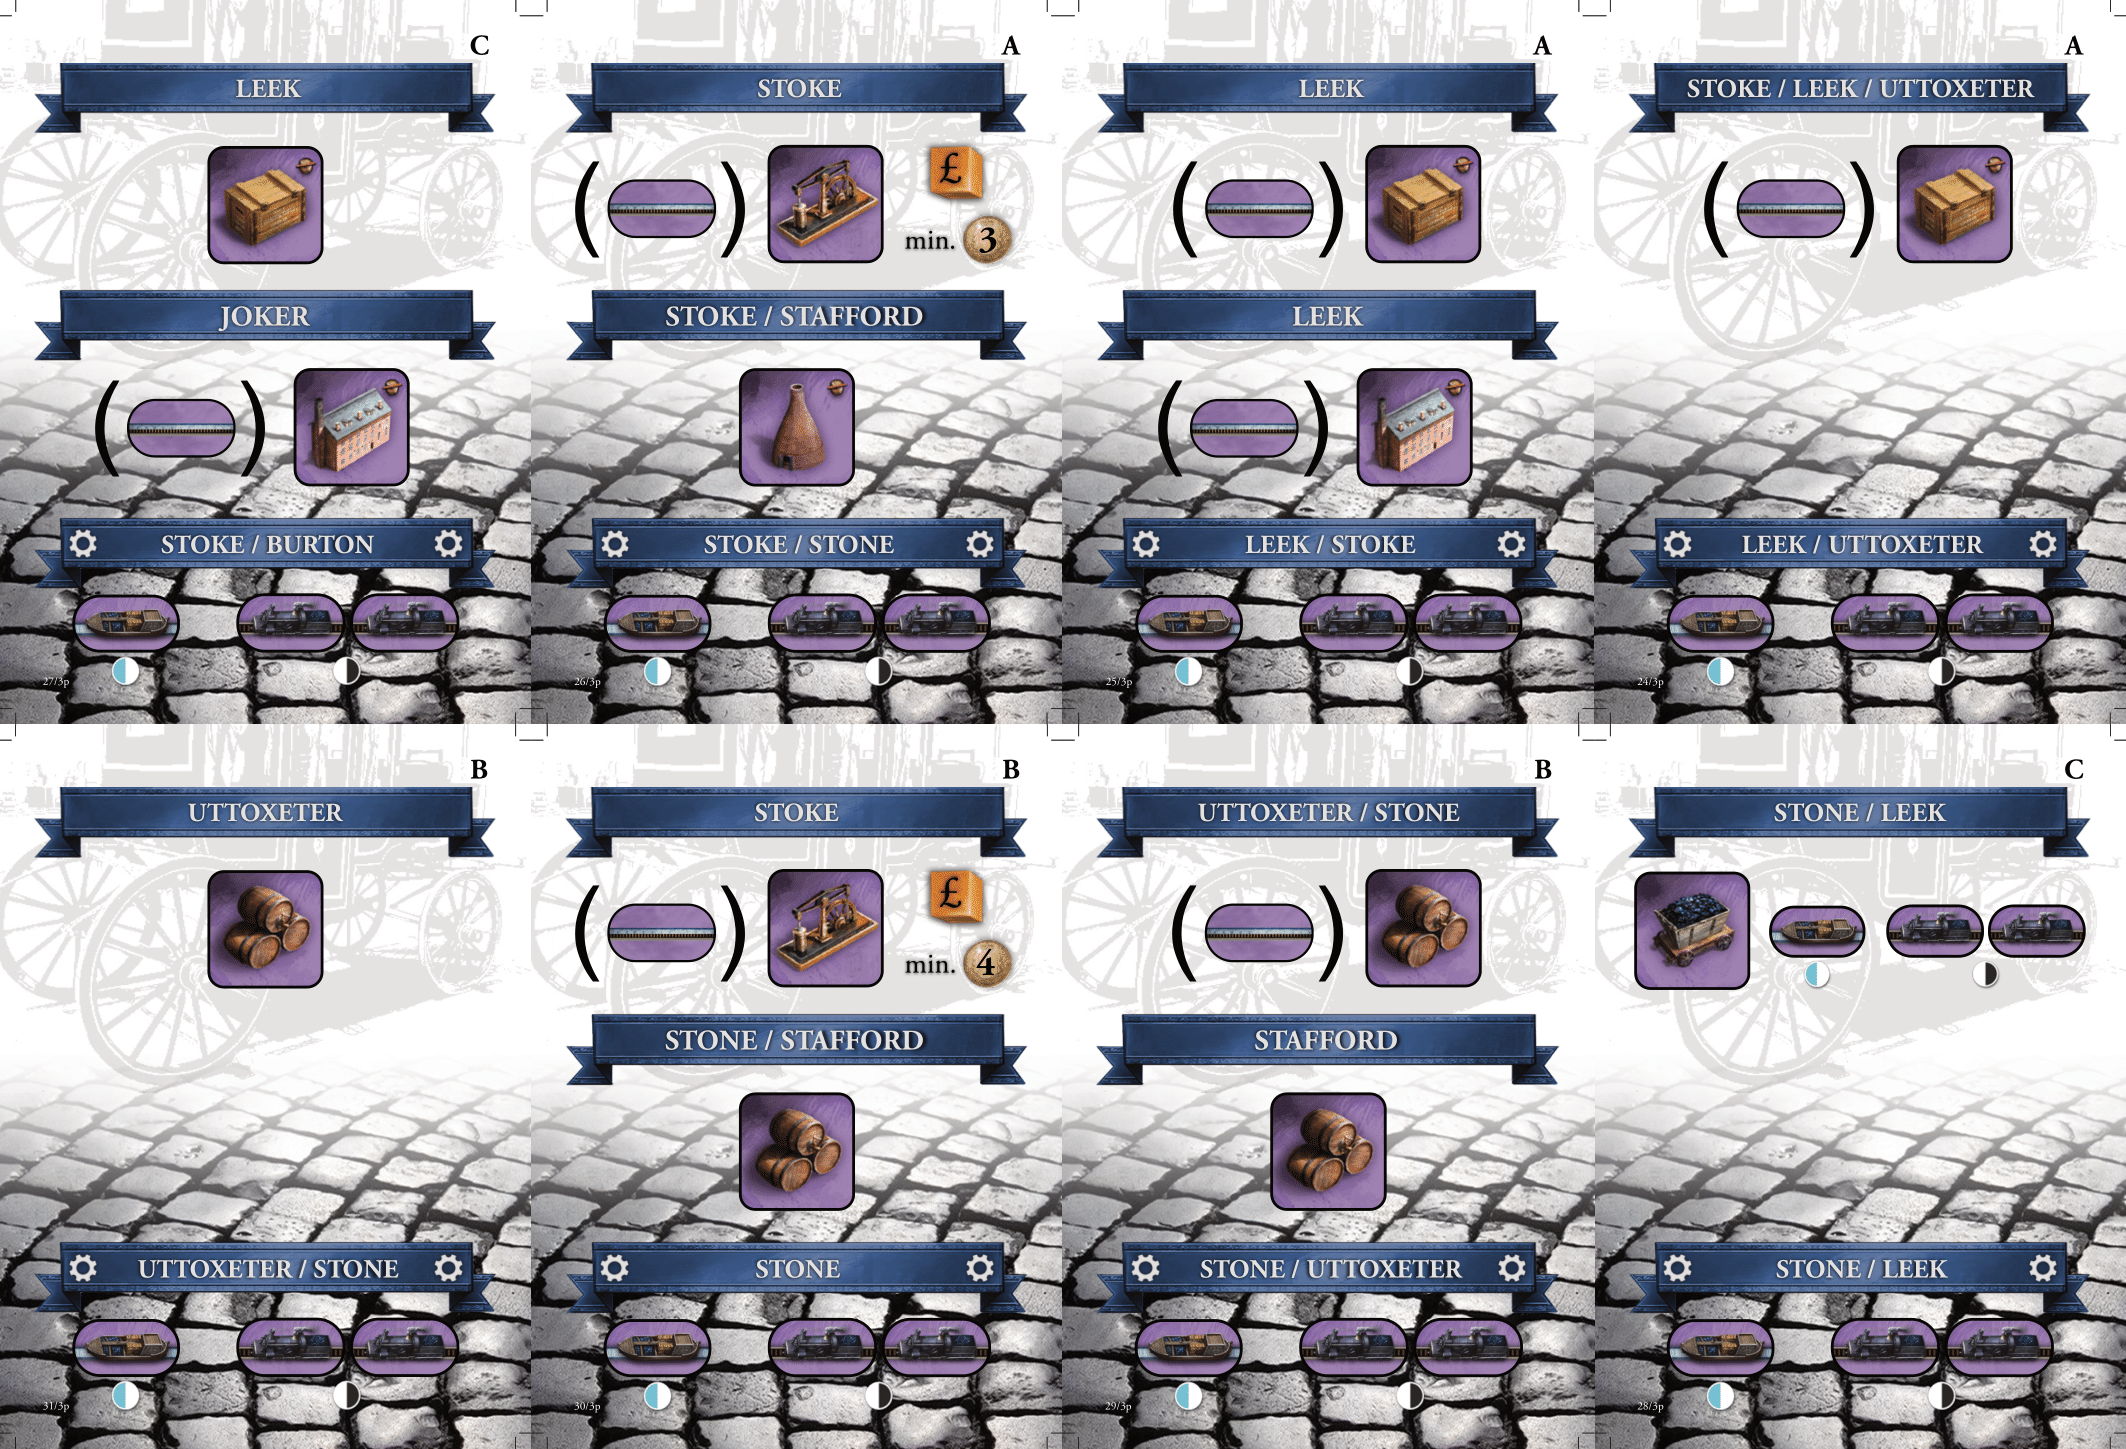 C
LEEK
JOKER
STOKE / BURTON
27/3p
A
STOKE
£
min. 3
STOKE / STAFFORD
STOKE / STONE
26/3p
A
LEEK
LEEK
LEEK / STOKE
25/3p
A
STOKE / LEEK / UTTOXETER
LEEK / UTTOXETER
24/3p
B
UTTOXETER
UTTOXETER / STONE
31/3p
B
STOKE
£
min. 4
STONE / STAFFORD
STONE
30/3p
B
UTTOXETER / STONE
STAFFORD
STONE / UTTOXETER
29/3p
C
STONE / LEEK
STONE / LEEK
28/3p